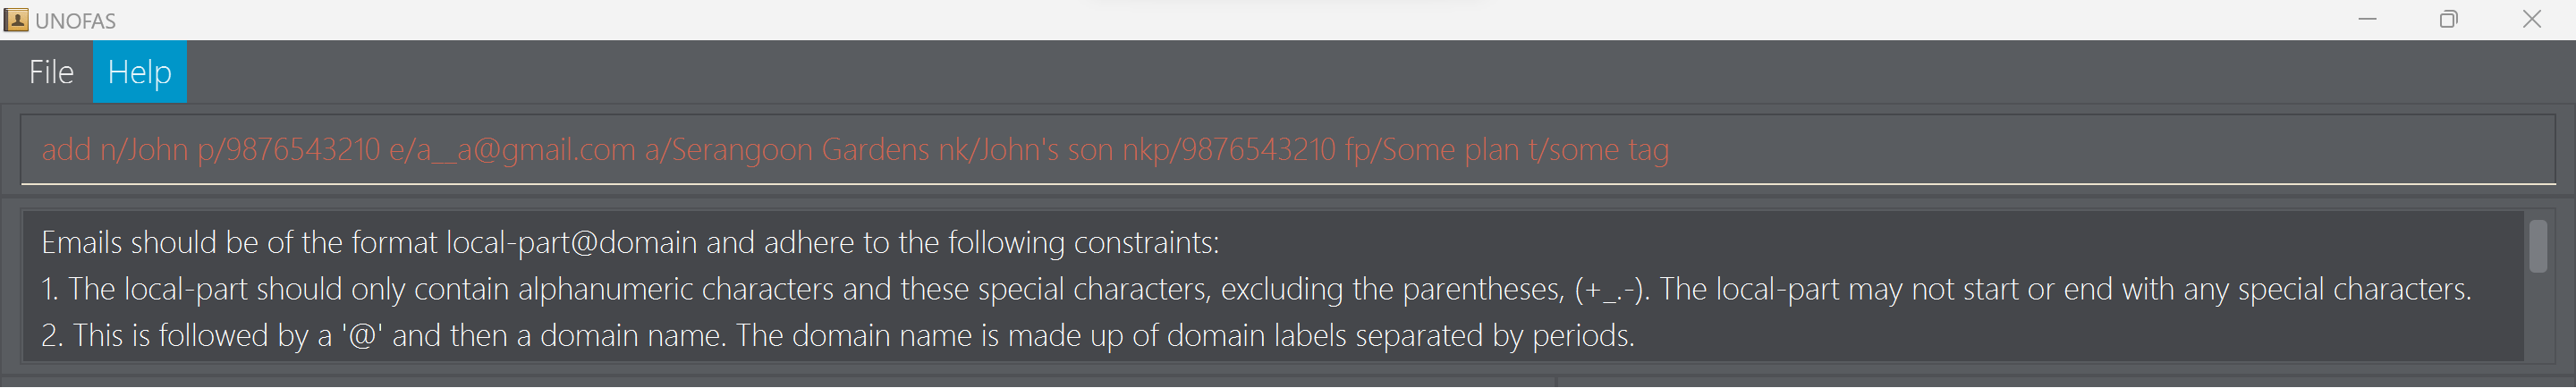 UNOFAS
File Help
add n/John p/9876543210 e/a__a@gmail.com a/Serangoon Gardens nk/John's son nkp/9876543210 fp/Some plan t/some tag
Emails should be of the format local-part@domain and adhere to the following constraints:
1. The local-part should only contain alphanumeric characters and these special characters, excluding the parentheses, (+_.-). The local-part may not start or end with any special characters.
2. This is followed by a '@' and then a domain name. The domain name is made up of domain labels separated by periods.